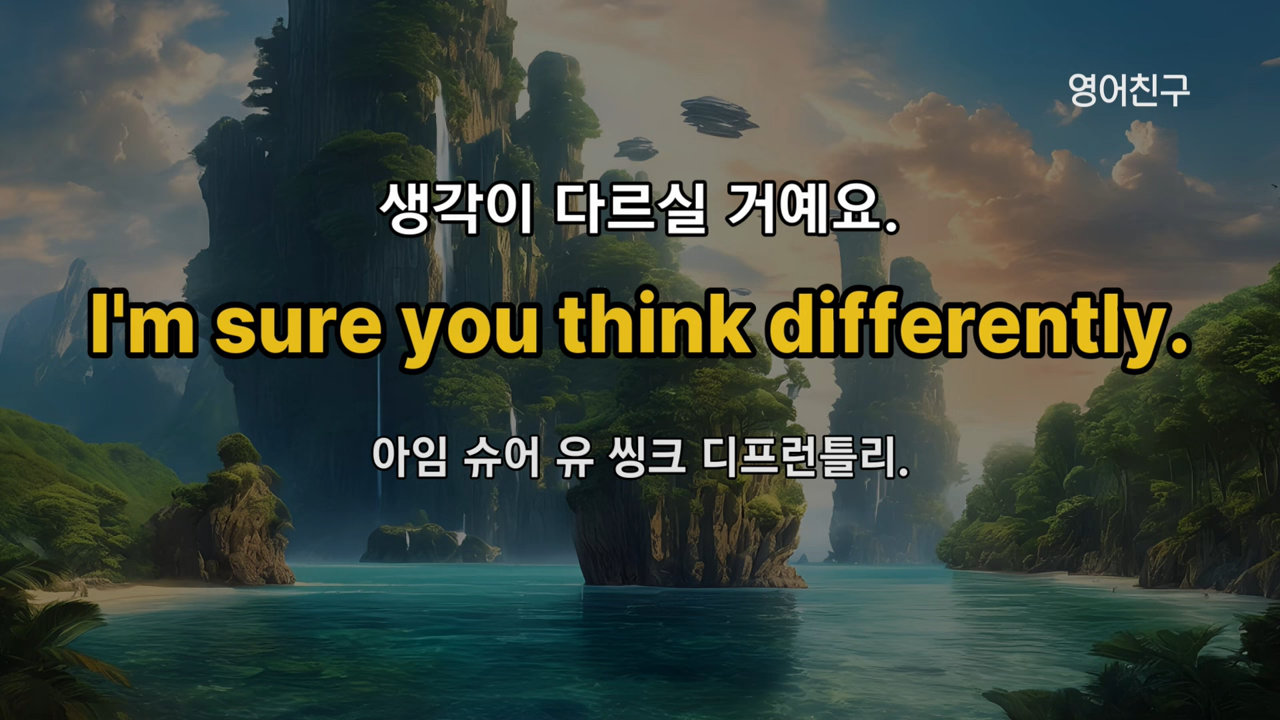 영어친구
생각이 다르실 거예요.
I'm sure you think differently.
아임 슈어 유 씽크 디프런틀리.